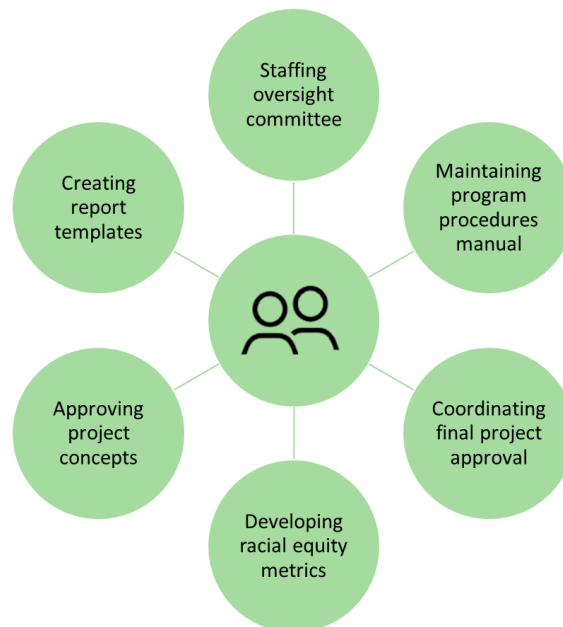 Staffing
oversight
committee
Maintaining
program
procedures
manual
Coordinating
final project
approval
Developing
racial equity
metrics
Approving
project
concepts
Creating
report
templates